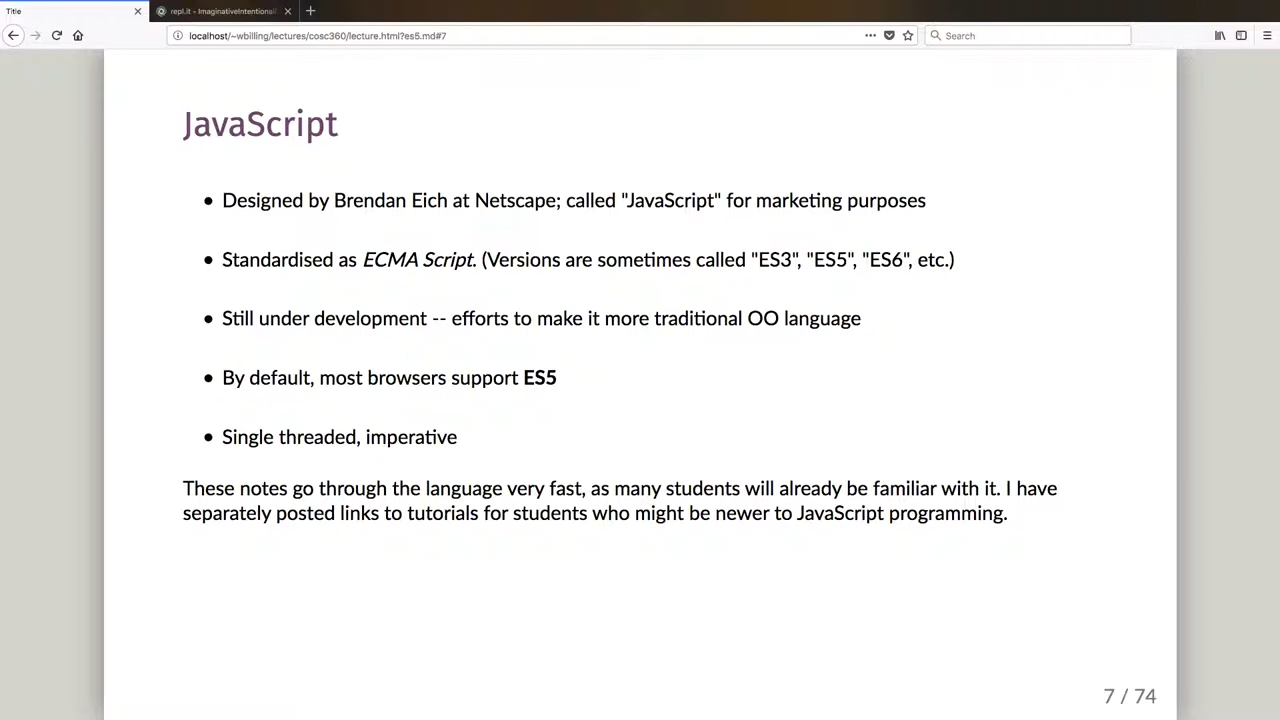 Title
repl.it - ImaginativeIntentional
localhost/~wbilling/lectures/cosc360/lecture.html?es5.md#7
Search
JavaScript
• Designed by Brendan Eich at Netscape; called "JavaScript" for marketing purposes
• Standardised as ECMA Script. (Versions are sometimes called "ES3", "ES5", "ES6", etc.)
• Still under development -- efforts to make it more traditional OO language
• By default, most browsers support ES5
• Single threaded, imperative
These notes go through the language very fast, as many students will already be familiar with it. I have
separately posted links to tutorials for students who might be newer to JavaScript programming.
7 / 74